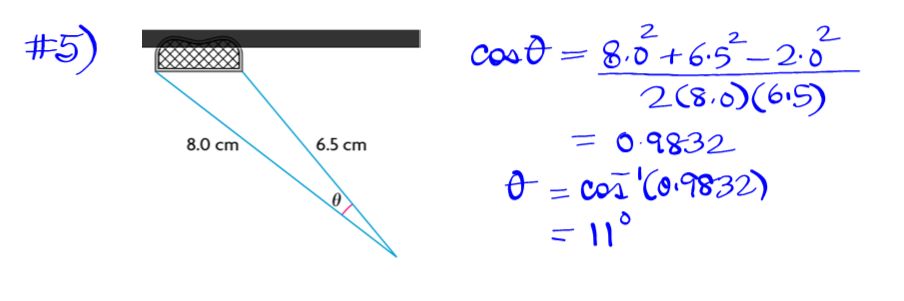 #5)
8.0 cm
6.5 cm
θ
cosθ = 8.0² + 6.5² – 2.0²
2(8.0)(6.5)
= 0.9832
θ = cos⁻¹(0.9832)
= 11°